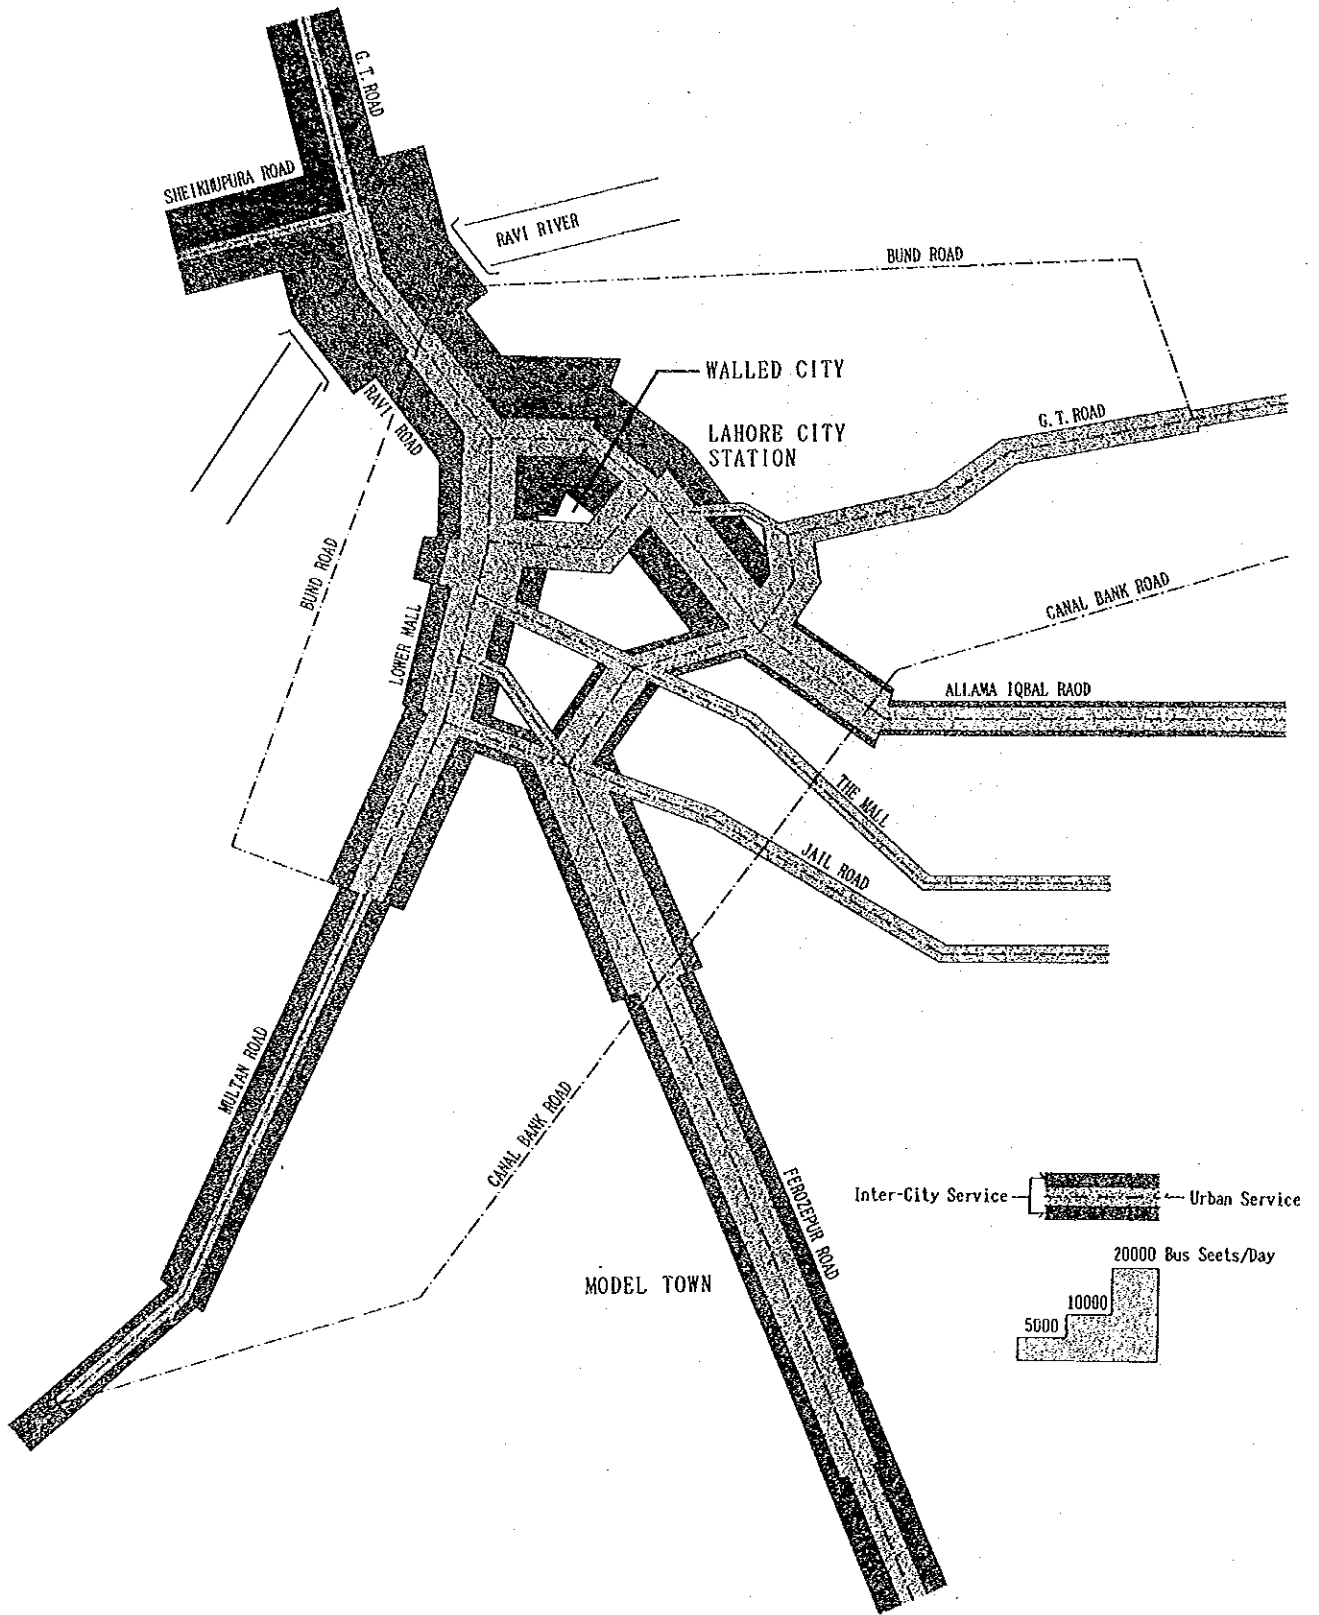 G. T. ROAD
SHEIKHUPURA ROAD
RAVI RIVER
BUND ROAD
WALLED CITY
RAVI ROAD
G. T. ROAD
LAHORE CITY
STATION
BUND ROAD
CANAL BANK ROAD
LOWER MALL
ALLAMA IQBAL RAOD
THE MALL
JAIL ROAD
MULTAN ROAD
CANAL BANK ROAD
FEROZEPUR ROAD
Inter-City Service
Urban Service
MODEL TOWN
20000 Bus Seets/Day
10000
5000